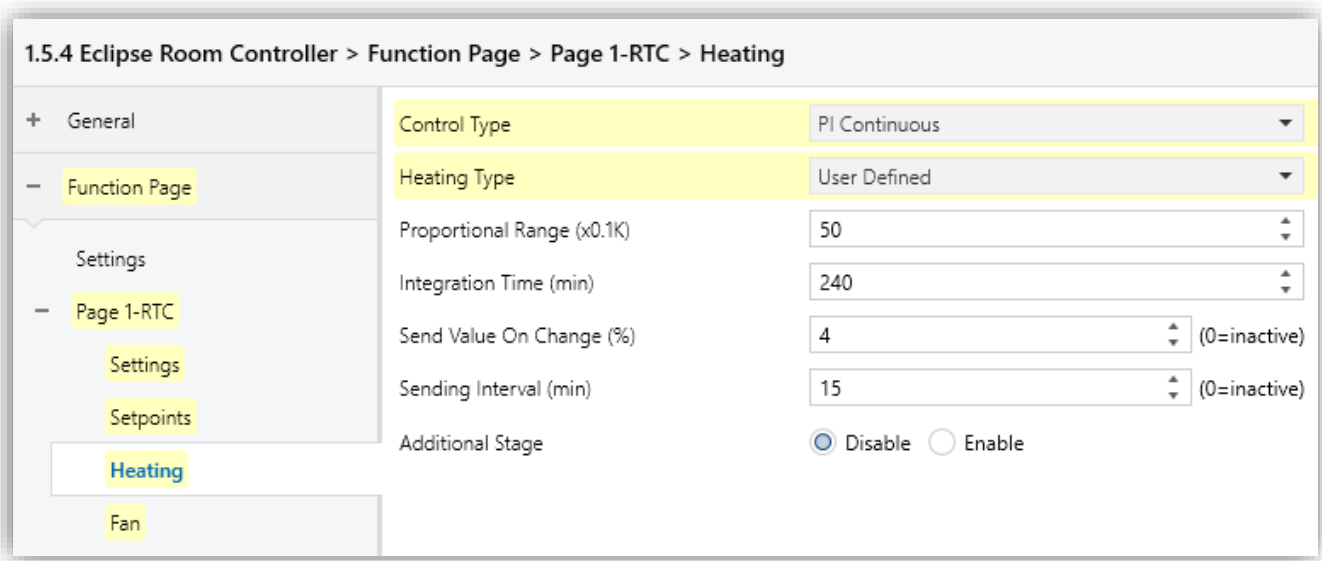 1.5.4 Eclipse Room Controller > Function Page > Page 1-RTC > Heating
+ General
− Function Page
Settings
− Page 1-RTC
Settings
Setpoints
Heating
Fan
Control Type PI Continuous
Heating Type User Defined
Proportional Range (x0.1K) 50
Integration Time (min) 240
Send Value On Change (%) 4 (0=inactive)
Sending Interval (min) 15 (0=inactive)
Additional Stage Disable Enable